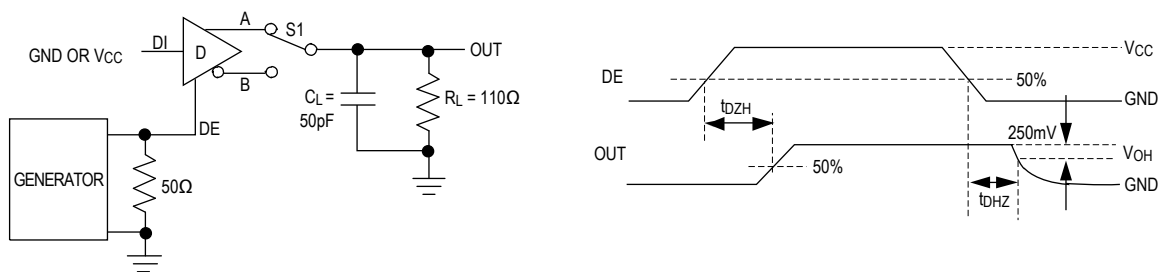 A
S1
DI
D
OUT
GND OR VCC
B
CL =
50pF
RL = 110Ω
DE
GENERATOR
50Ω
VCC
DE
50%
GND
tDZH
250mV
OUT
VOH
50%
GND
tDHZ